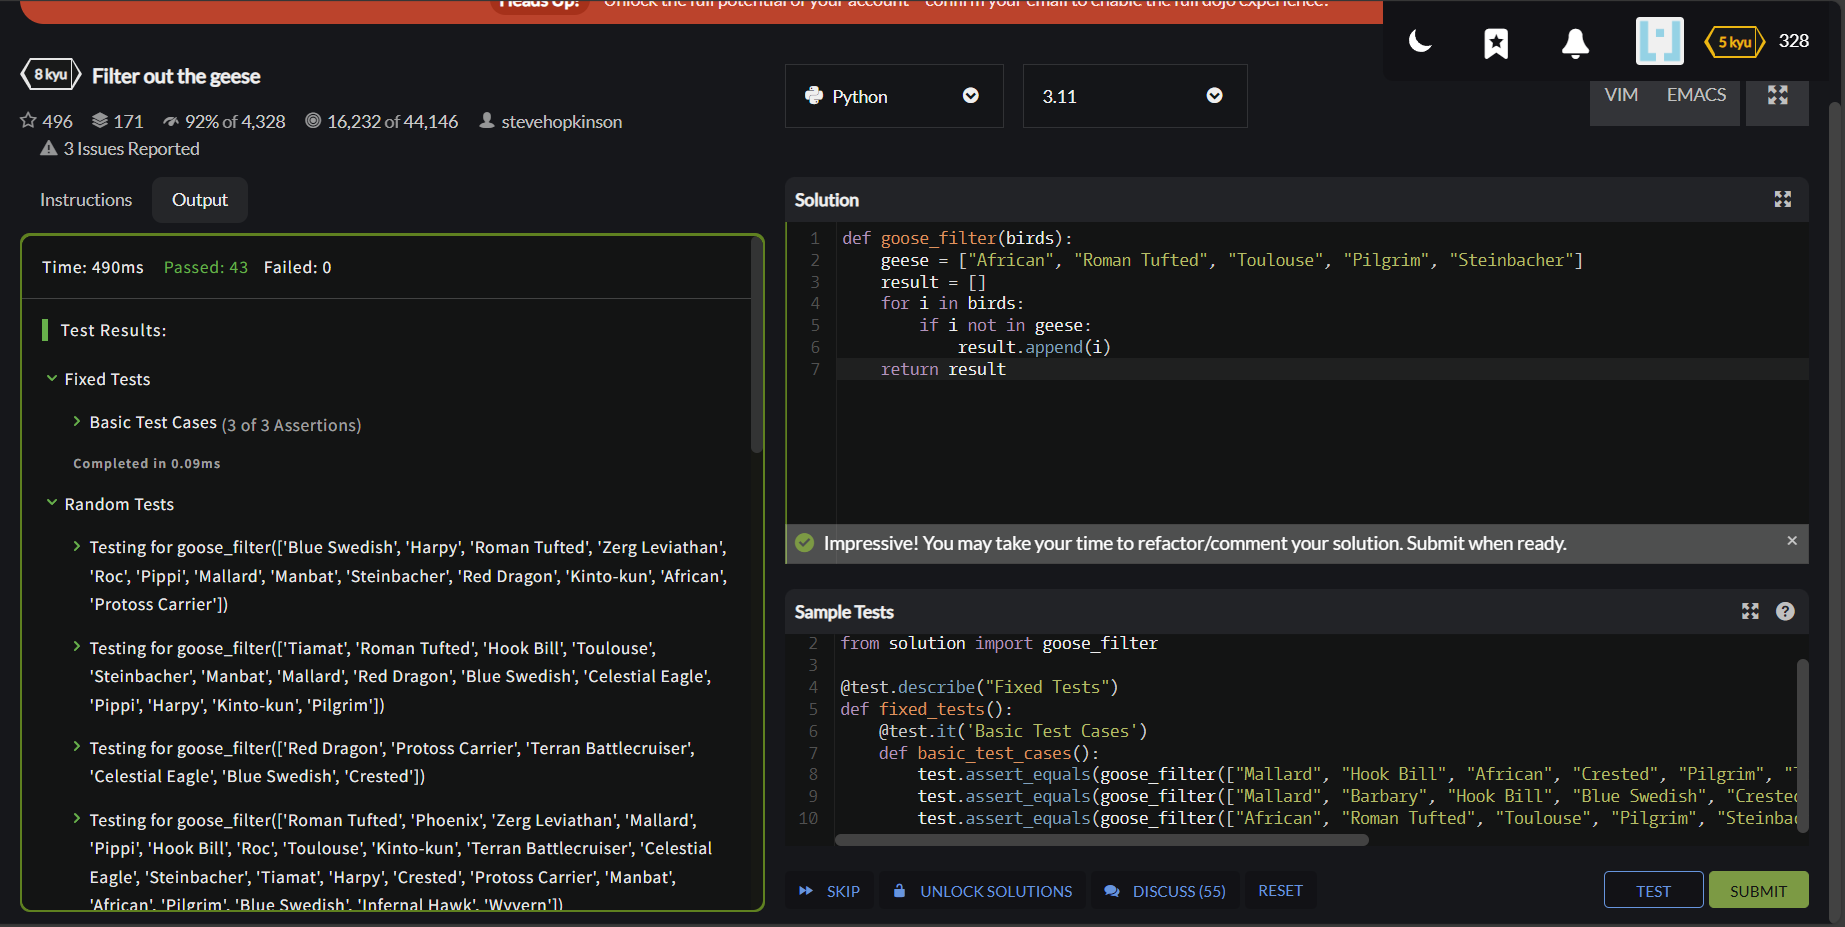 Heads Up! Unlock the full potential of your account - confirm your email to enable the full dojo experience.
5 kyu 328
8 kyu Filter out the geese
496 171 92% of 4,328 16,232 of 44,146 stevehopkinson
3 Issues Reported
Python
3.11
VIM EMACS
Instructions Output
Time: 490ms Passed: 43 Failed: 0
Test Results:
Fixed Tests
Basic Test Cases (3 of 3 Assertions)
Completed in 0.09ms
Random Tests
Testing for goose_filter(['Blue Swedish', 'Harpy', 'Roman Tufted', 'Zerg Leviathan',
'Roc', 'Pippi', 'Mallard', 'Manbat', 'Steinbacher', 'Red Dragon', 'Kinto-kun', 'African',
'Protoss Carrier'])
Testing for goose_filter(['Tiamat', 'Roman Tufted', 'Hook Bill', 'Toulouse',
'Steinbacher', 'Manbat', 'Mallard', 'Red Dragon', 'Blue Swedish', 'Celestial Eagle',
'Pippi', 'Harpy', 'Kinto-kun', 'Pilgrim'])
Testing for goose_filter(['Red Dragon', 'Protoss Carrier', 'Terran Battlecruiser',
'Celestial Eagle', 'Blue Swedish', 'Crested'])
Testing for goose_filter(['Roman Tufted', 'Phoenix', 'Zerg Leviathan', 'Mallard',
'Pippi', 'Hook Bill', 'Roc', 'Toulouse', 'Kinto-kun', 'Terran Battlecruiser', 'Celestial
Eagle', 'Steinbacher', 'Tiamat', 'Harpy', 'Crested', 'Protoss Carrier', 'Manbat',
'African', 'Pilgrim', 'Blue Swedish', 'Infernal Hawk', 'Wyvern'])
Solution
1 def goose_filter(birds):
2 geese = ["African", "Roman Tufted", "Toulouse", "Pilgrim", "Steinbacher"]
3 result = []
4 for i in birds:
5 if i not in geese:
6 result.append(i)
7 return result
Impressive! You may take your time to refactor/comment your solution. Submit when ready. ×
Sample Tests
2 from solution import goose_filter
3
4 @test.describe("Fixed Tests")
5 def fixed_tests():
6 @test.it('Basic Test Cases')
7 def basic_test_cases():
8 test.assert_equals(goose_filter(["Mallard", "Hook Bill", "African", "Crested", "Pilgrim", "
9 test.assert_equals(goose_filter(["Mallard", "Barbary", "Hook Bill", "Blue Swedish", "Crested
10 test.assert_equals(goose_filter(["African", "Roman Tufted", "Toulouse", "Pilgrim", "Steinba
SKIP UNLOCK SOLUTIONS DISCUSS (55) RESET TEST SUBMIT